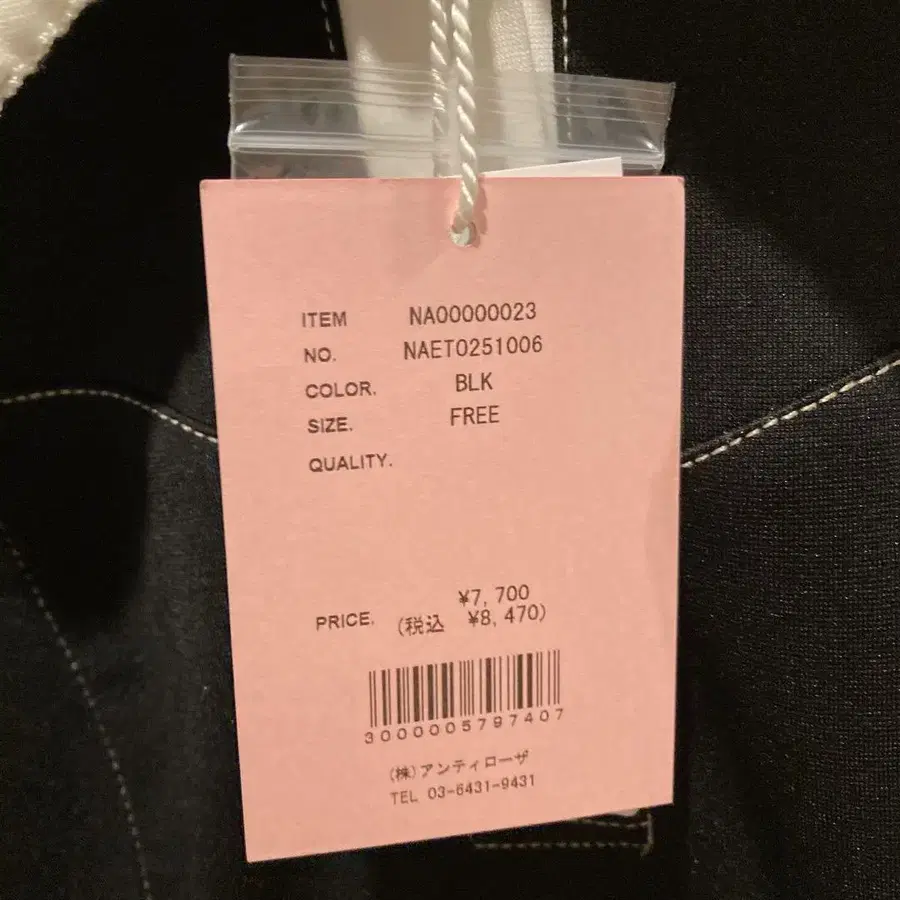 ITEM NA00000023
NO. NAET0251006
COLOR. BLK
SIZE. FREE
QUALITY.
¥7,700
PRICE. (税込 ¥8,470)
3000005797407
(株)アンティローザ
TEL 03-6431-9431